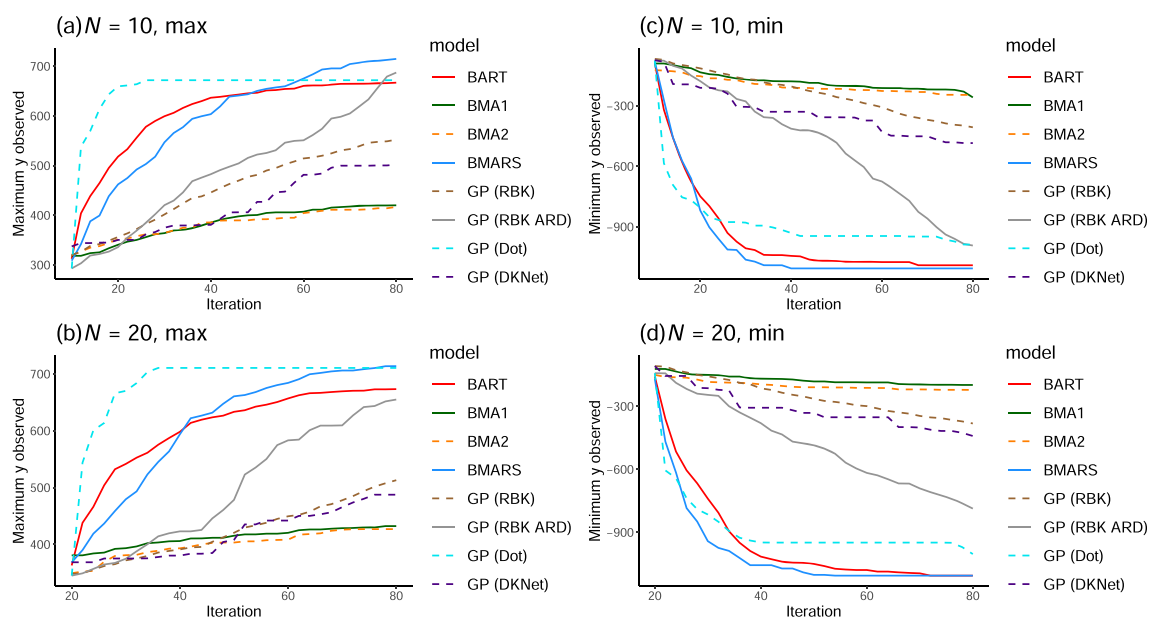 (a) N = 10, max
Maximum y observed
700
600
500
400
300
20
40
60
80
Iteration
model
BART
BMA1
BMA2
BMARS
GP (RBK)
GP (RBK ARD)
GP (Dot)
GP (DKNet)
(c) N = 10, min
Minimum y observed
−300
−600
−900
20
40
60
80
Iteration
model
BART
BMA1
BMA2
BMARS
GP (RBK)
GP (RBK ARD)
GP (Dot)
GP (DKNet)
(b) N = 20, max
Maximum y observed
700
600
500
400
20
40
60
80
Iteration
model
BART
BMA1
BMA2
BMARS
GP (RBK)
GP (RBK ARD)
GP (Dot)
GP (DKNet)
(d) N = 20, min
Minimum y observed
−300
−600
−900
20
40
60
80
Iteration
model
BART
BMA1
BMA2
BMARS
GP (RBK)
GP (RBK ARD)
GP (Dot)
GP (DKNet)